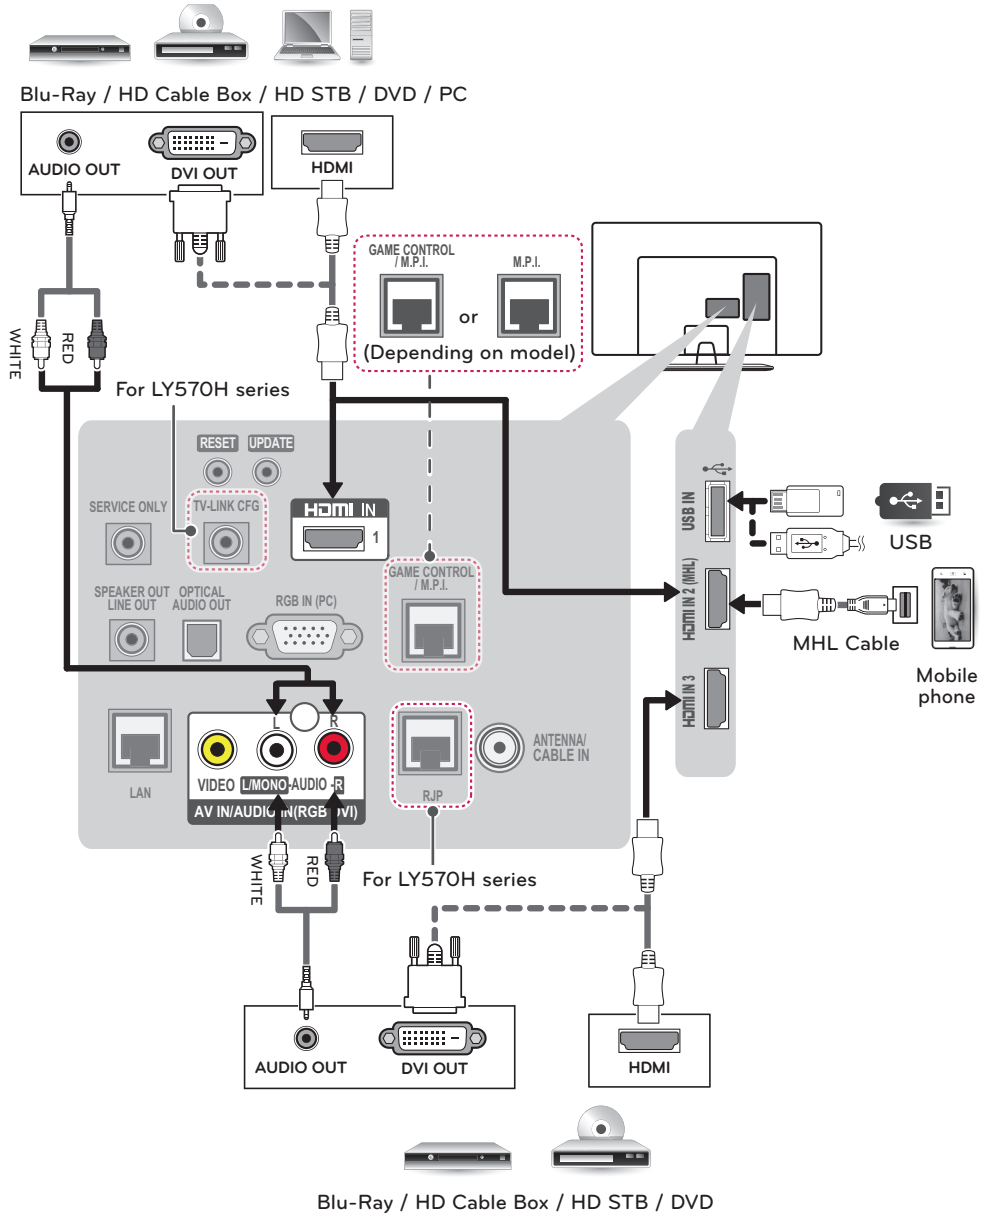 Blu-Ray / HD Cable Box / HD STB / DVD / PC
AUDIO OUT
DVI OUT
HDMI
GAME CONTROL
/ M.P.I.
M.P.I.
or
(Depending on model)
WHITE
RED
For LY570H series
RESET
UPDATE
SERVICE ONLY
TV-LINK CFG
HDMI IN
1
SPEAKER OUT
LINE OUT
OPTICAL
AUDIO OUT
RGB IN (PC)
GAME CONTROL
/ M.P.I.
USB IN
USB
HDMI IN 2 (MHL)
MHL Cable
Mobile
phone
HDMI IN 3
LAN
L
R
VIDEO
L/MONO-AUDIO -R
AV IN/AUDIO IN(RGB DVI)
RJP
ANTENNA/
CABLE IN
WHITE
RED
For LY570H series
AUDIO OUT
DVI OUT
HDMI
Blu-Ray / HD Cable Box / HD STB / DVD